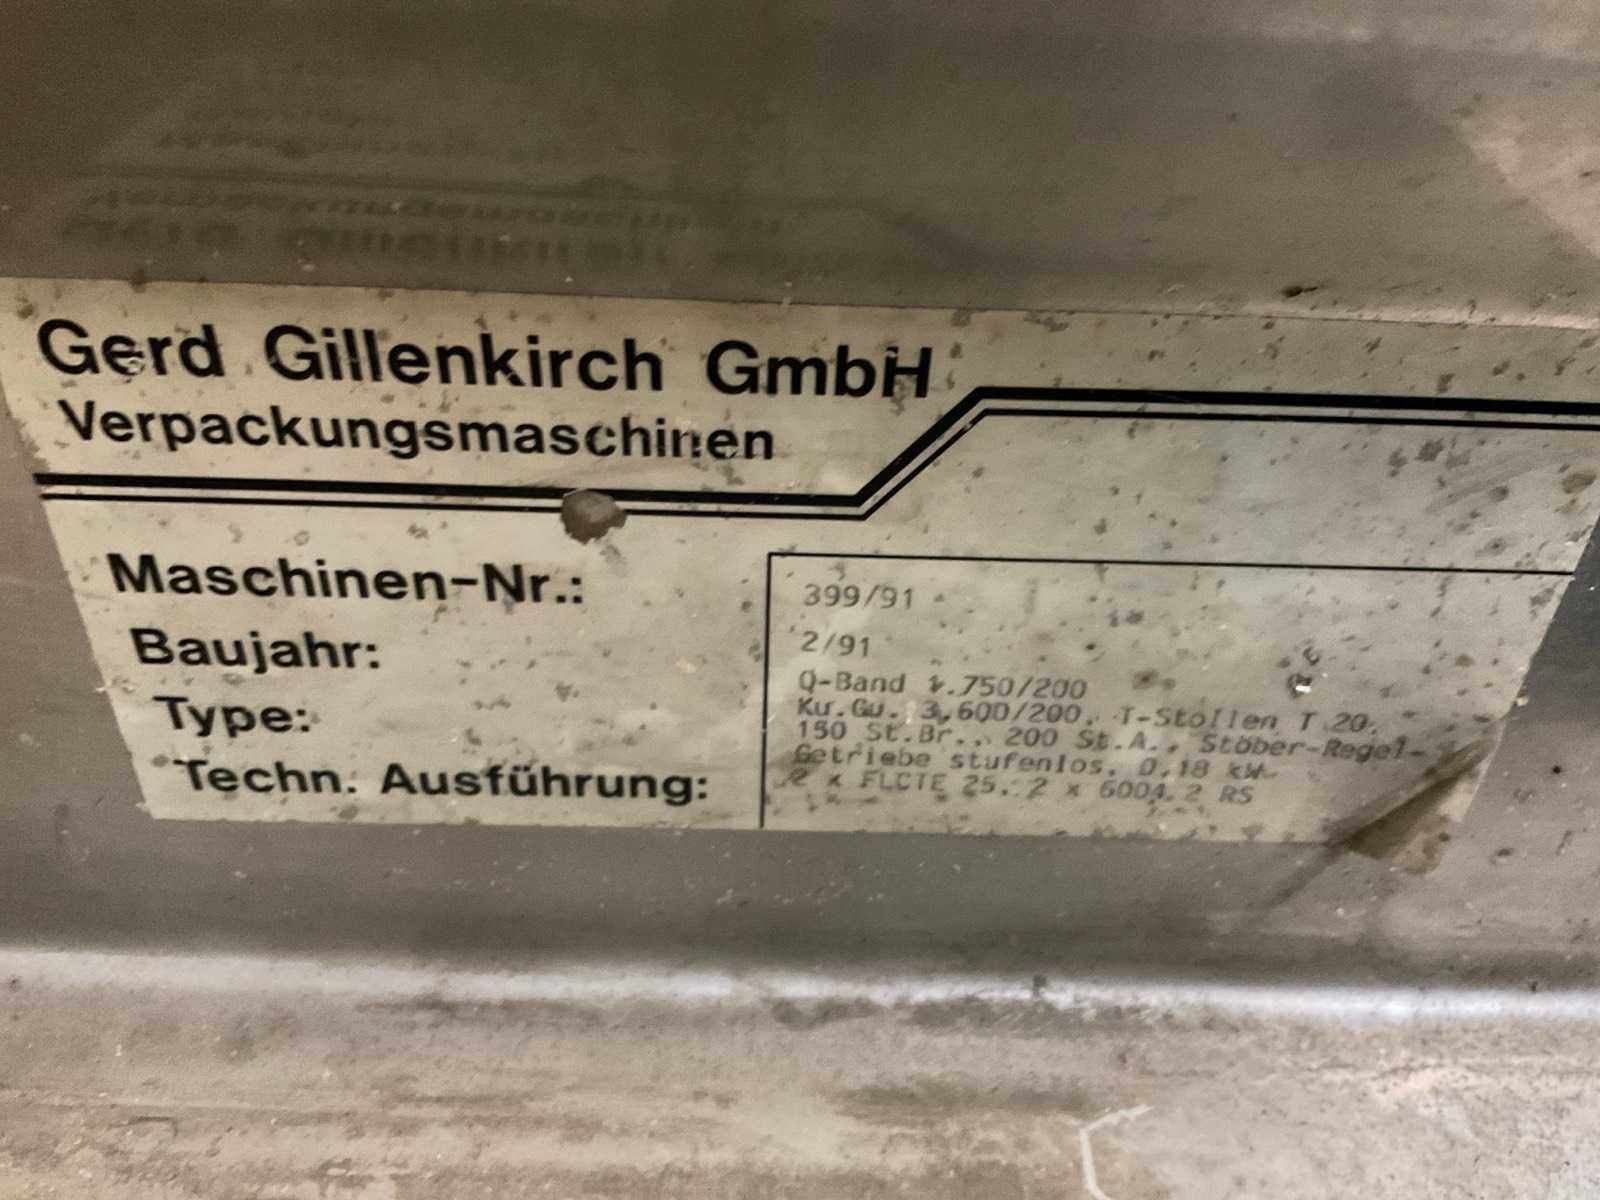 Gerd Gillenkirch GmbH
Verpackungsmaschinen
Maschinen-Nr.: 399/91
Baujahr: 2/91
Type: Q-Band 1.750/200
Ku.Gu. 3.600/200, T-Stollen T 20,
150 St.Br., 200 St.A., Stöber-Regel-
Techn. Ausführung: Getriebe stufenlos, 0,18 kW
2 x FLCTE 25, 2 x 6004.2 RS